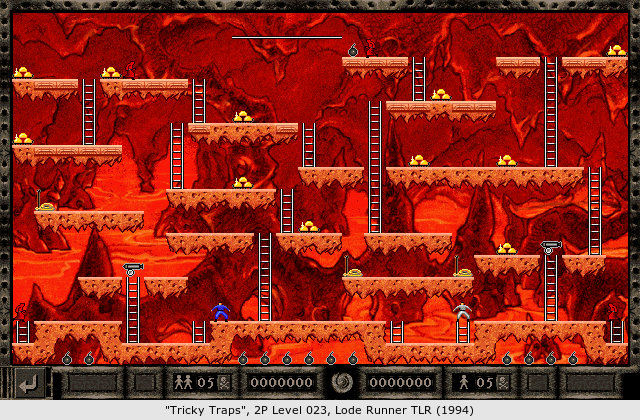 05 0000000 0000000 05
"Tricky Traps", 2P Level 023, Lode Runner TLR (1994)